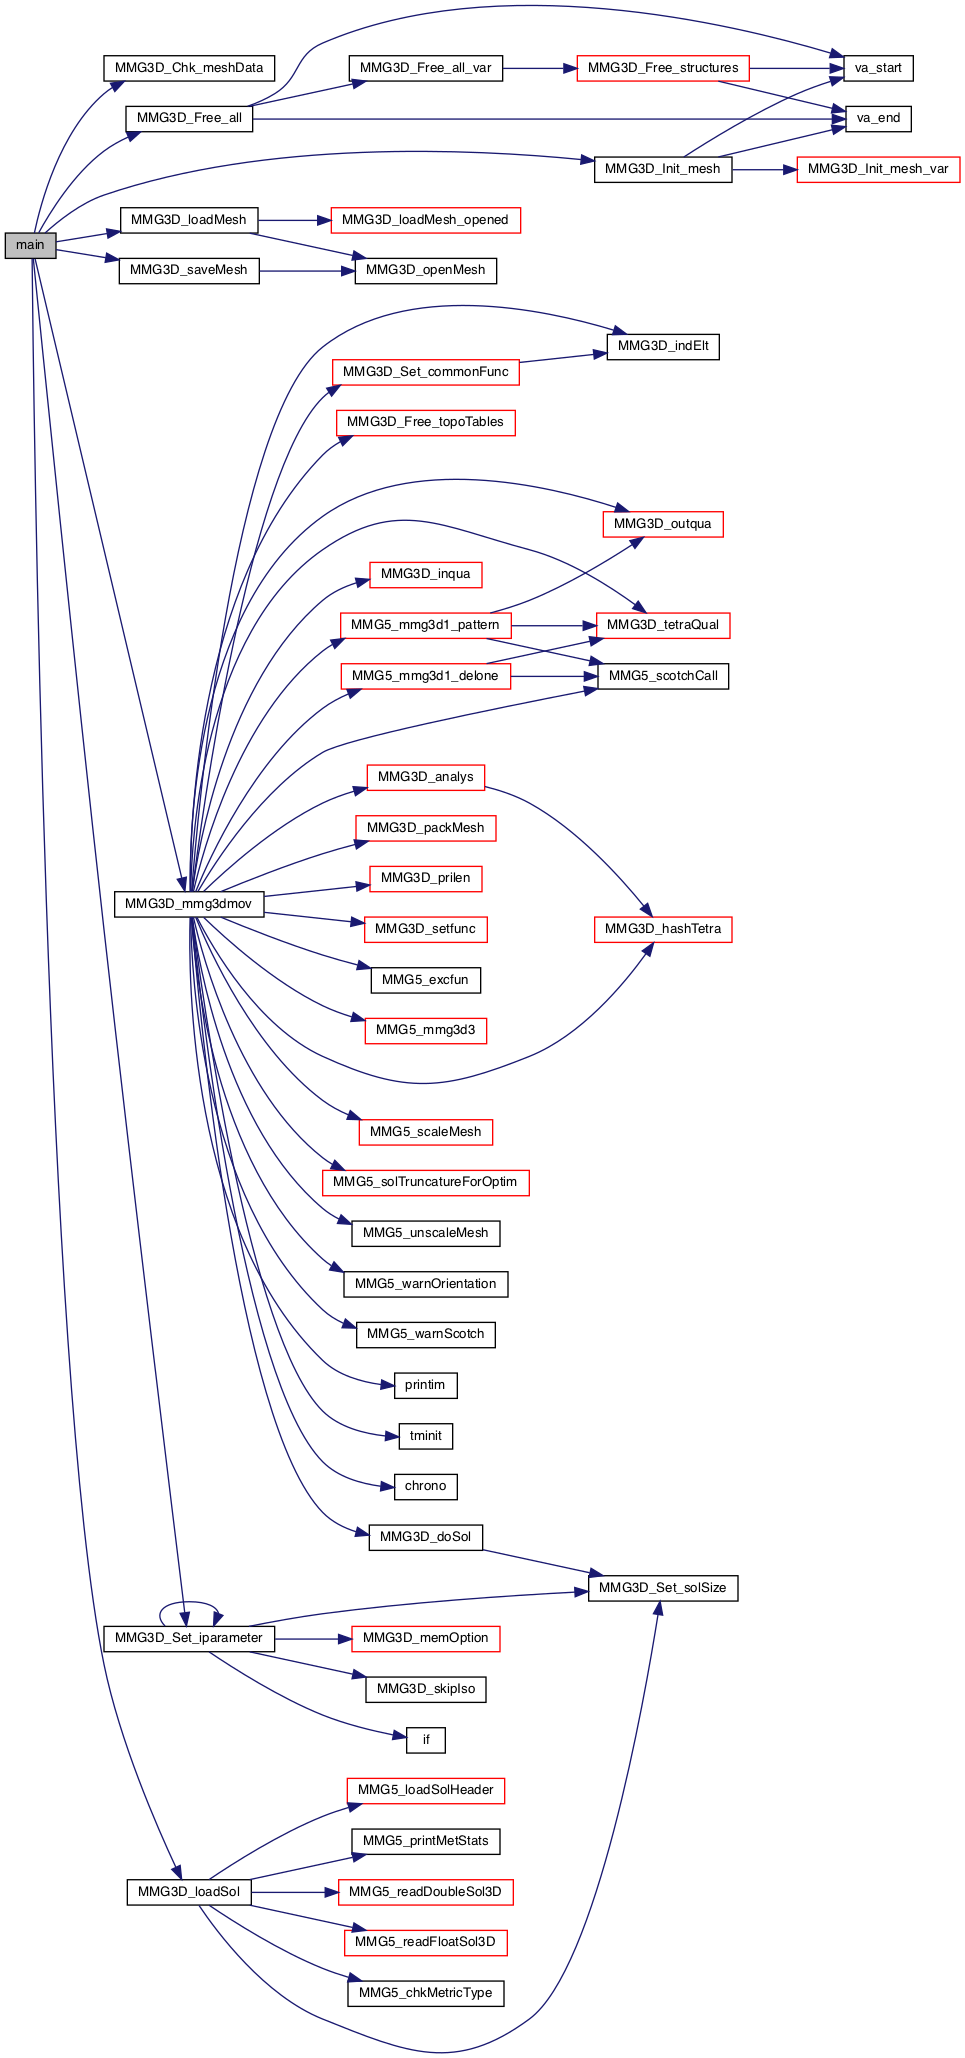 MMG3D_Chk_meshData
MMG3D_Free_all_var
MMG3D_Free_structures
va_start
MMG3D_Free_all
va_end
MMG3D_Init_mesh
MMG3D_Init_mesh_var
MMG3D_loadMesh
MMG3D_loadMesh_opened
main
MMG3D_saveMesh
MMG3D_openMesh
MMG3D_indElt
MMG3D_Set_commonFunc
MMG3D_Free_topoTables
MMG3D_outqua
MMG3D_inqua
MMG5_mmg3d1_pattern
MMG3D_tetraQual
MMG5_mmg3d1_delone
MMG5_scotchCall
MMG3D_analys
MMG3D_packMesh
MMG3D_prilen
MMG3D_mmg3dmov
MMG3D_setfunc
MMG3D_hashTetra
MMG5_excfun
MMG5_mmg3d3
MMG5_scaleMesh
MMG5_solTruncatureForOptim
MMG5_unscaleMesh
MMG5_warnOrientation
MMG5_warnScotch
printim
tminit
chrono
MMG3D_doSol
MMG3D_Set_solSize
MMG3D_Set_iparameter
MMG3D_memOption
MMG3D_skipIso
if
MMG5_loadSolHeader
MMG5_printMetStats
MMG3D_loadSol
MMG5_readDoubleSol3D
MMG5_readFloatSol3D
MMG5_chkMetricType